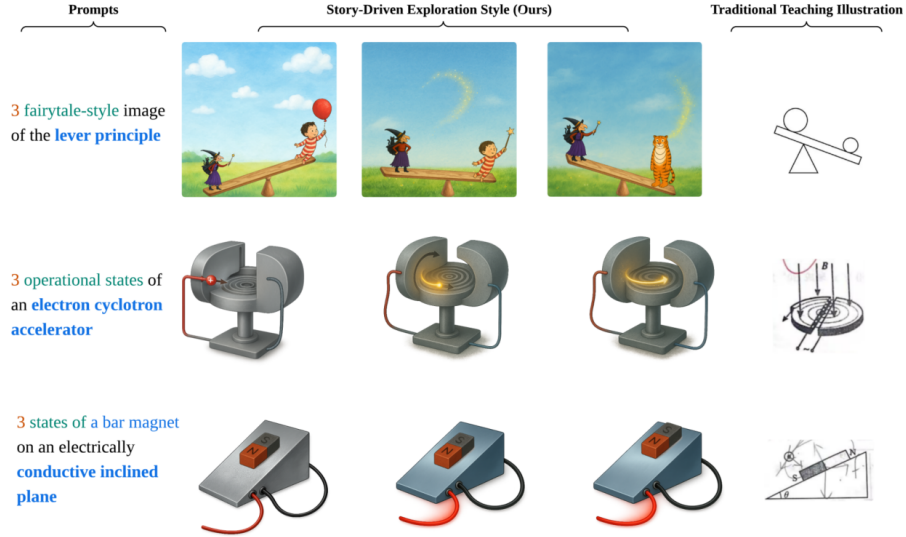 Prompts
Story-Driven Exploration Style (Ours)
Traditional Teaching Illustration
3 fairytale-style image
of the lever principle
3 operational states of
an electron cyclotron
accelerator
B
3 states of a bar magnet
on an electrically
conductive inclined
plane
S
N
S
N
S
N
N
S
θ